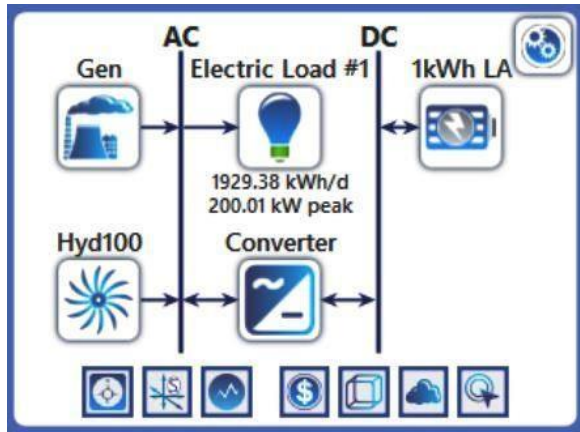 AC
DC
Gen
Electric Load #1
1kWh LA
1929.38 kWh/d
200.01 kW peak
Hyd100
Converter
S
$